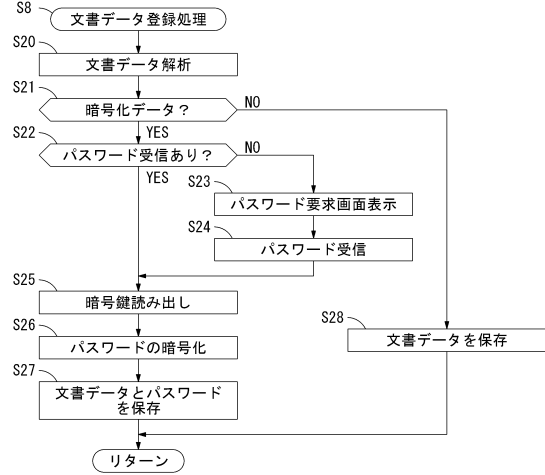 S8
文書データ登録処理
S20
文書データ解析
S21
暗号化データ？
NO
YES
S22
パスワード受信あり？
NO
YES
S23
パスワード要求画面表示
S24
パスワード受信
S25
暗号鍵読み出し
S26
パスワードの暗号化
S27
文書データとパスワード
を保存
S28
文書データを保存
リターン